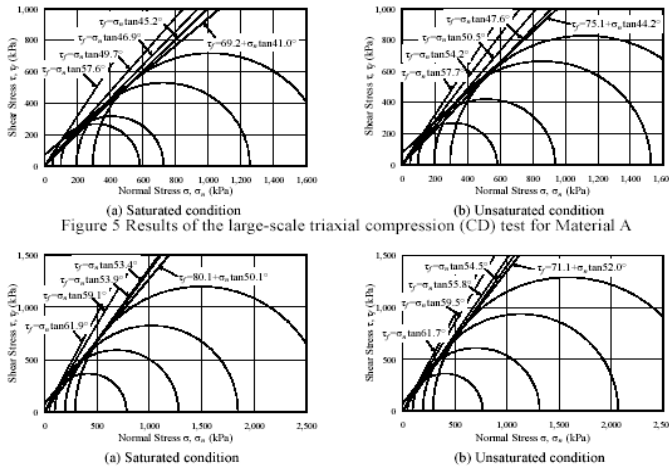 τf=σn tan45.2°
τf=σn tan46.9°
τf=σn tan49.7°
τf=σn tan57.6°
τf=69.2+σn tan41.0°
Shear Stress τ, τf (kPa)
1,000
800
600
400
200
0
0 200 400 600 800 1,000 1,200 1,400 1,600
Normal Stress σ, σn (kPa)
(a) Saturated condition
τf=σn tan47.6°
τf=σn tan50.5°
τf=σn tan54.2°
τf=σn tan57.7°
τf=75.1+σn tan44.2°
Shear Stress τ, τf (kPa)
1,000
800
600
400
200
0
0 200 400 600 800 1,000 1,200 1,400 1,600
Normal Stress σ, σn (kPa)
(b) Unsaturated condition
Figure 5 Results of the large-scale triaxial compression (CD) test for Material A
τf=σn tan53.4°
τf=σn tan53.9°
τf=σn tan59.1°
τf=σn tan61.9°
τf=80.1+σn tan50.1°
Shear Stress τ, τf (kPa)
1,500
1,000
500
0
0 500 1,000 1,500 2,000 2,500
Normal Stress σ, σn (kPa)
(a) Saturated condition
τf=σn tan54.5°
τf=σn tan55.8°
τf=σn tan59.5°
τf=σn tan61.7°
τf=71.1+σn tan52.0°
Shear Stress τ, τf (kPa)
1,500
1,000
500
0
0 500 1,000 1,500 2,000 2,500
Normal Stress σ, σn (kPa)
(b) Unsaturated condition